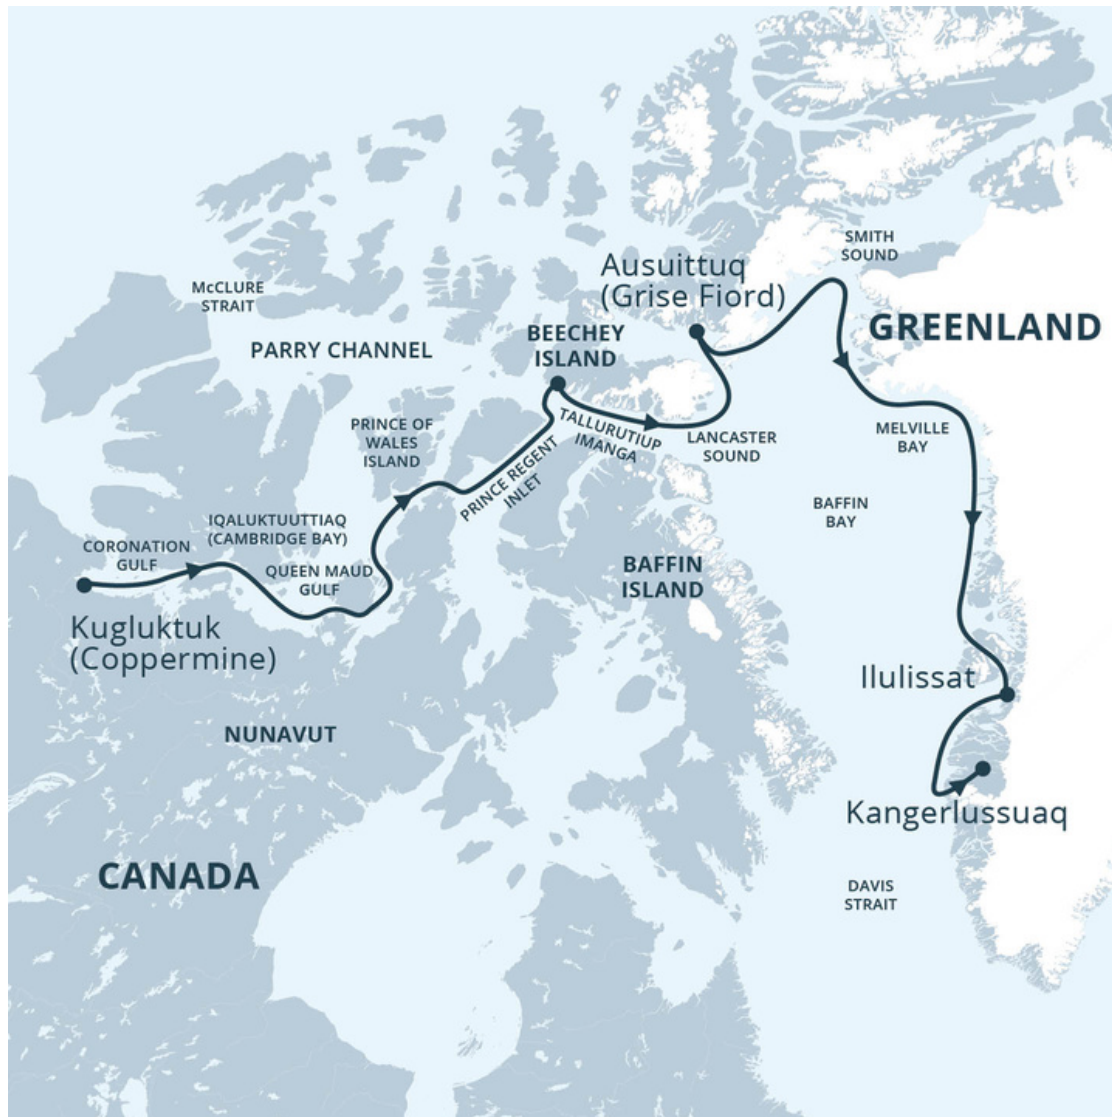 SMITH
SOUND
Ausuittuq
(Grise Fiord)
McCLURE
STRAIT
GREENLAND
BEECHEY
ISLAND
PARRY CHANNEL
PRINCE OF
WALES
ISLAND
TALLURUTIUP
IMANGA
LANCASTER
SOUND
MELVILLE
BAY
PRINCE REGENT
INLET
BAFFIN
BAY
IQALUKTUUTTIAQ
(CAMBRIDGE BAY)
CORONATION
GULF
QUEEN MAUD
GULF
BAFFIN
ISLAND
Kugluktuk
(Coppermine)
Ilulissat
NUNAVUT
Kangerlussuaq
CANADA
DAVIS
STRAIT